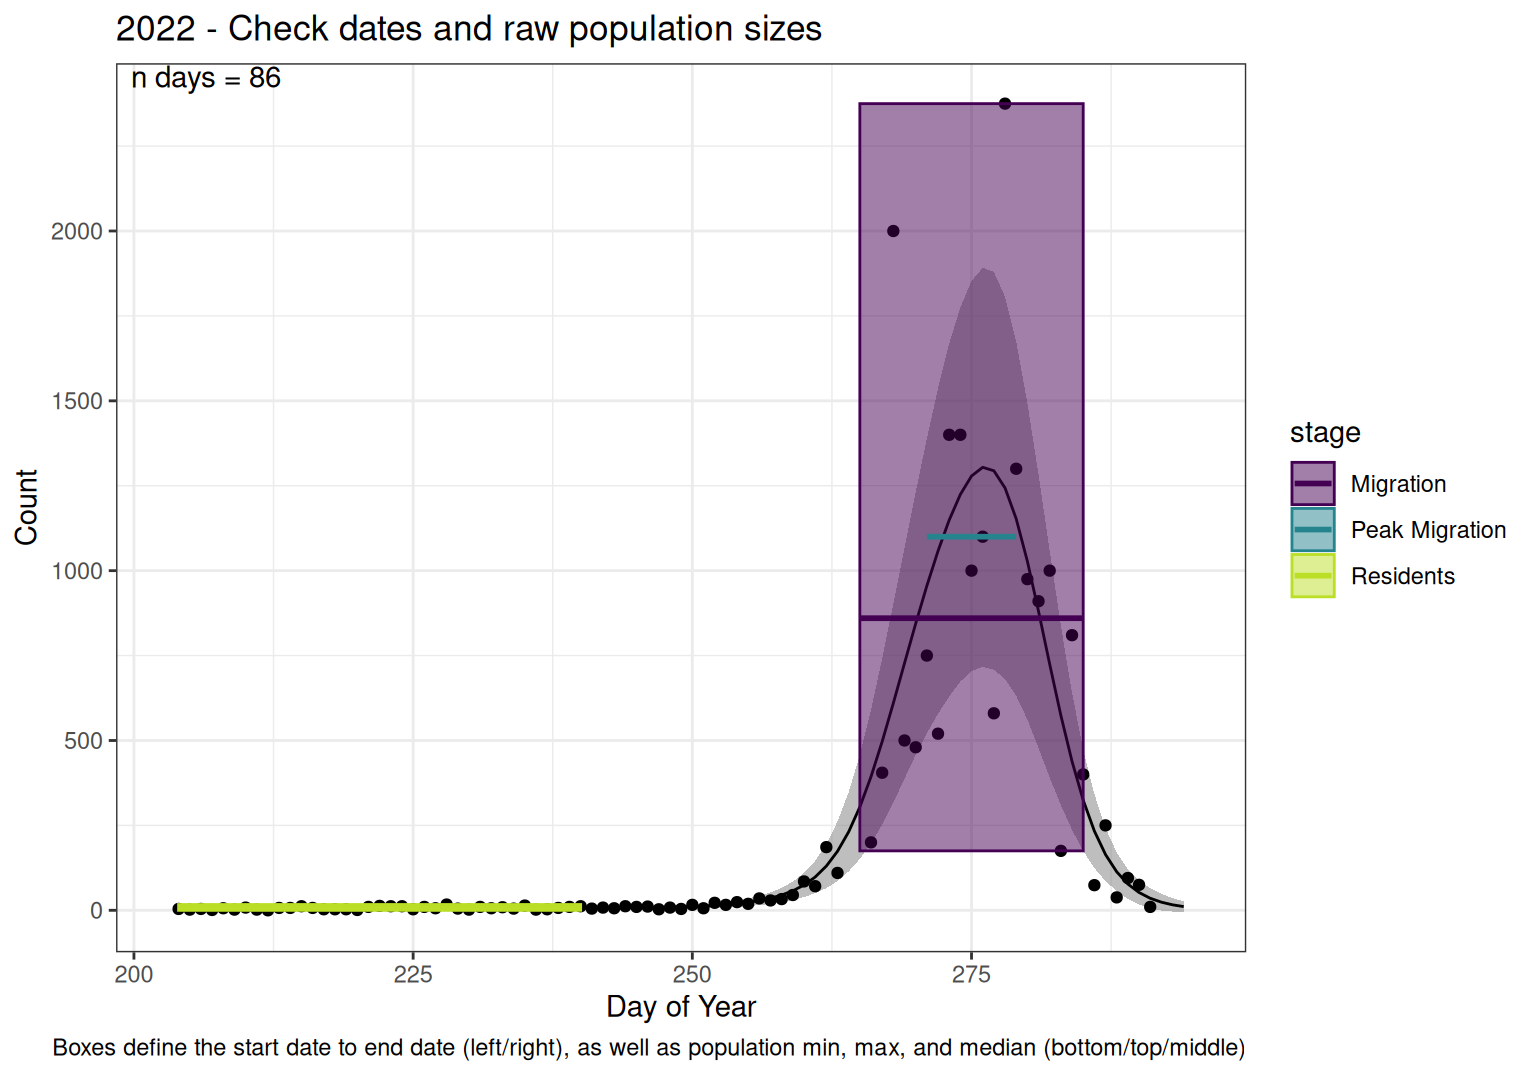 2022 - Check dates and raw population sizes
n days = 86
2000
1500
1000
500
0
Count
200
225
250
275
Day of Year
stage
Migration
Peak Migration
Residents
Boxes define the start date to end date (left/right), as well as population min, max, and median (bottom/top/middle)